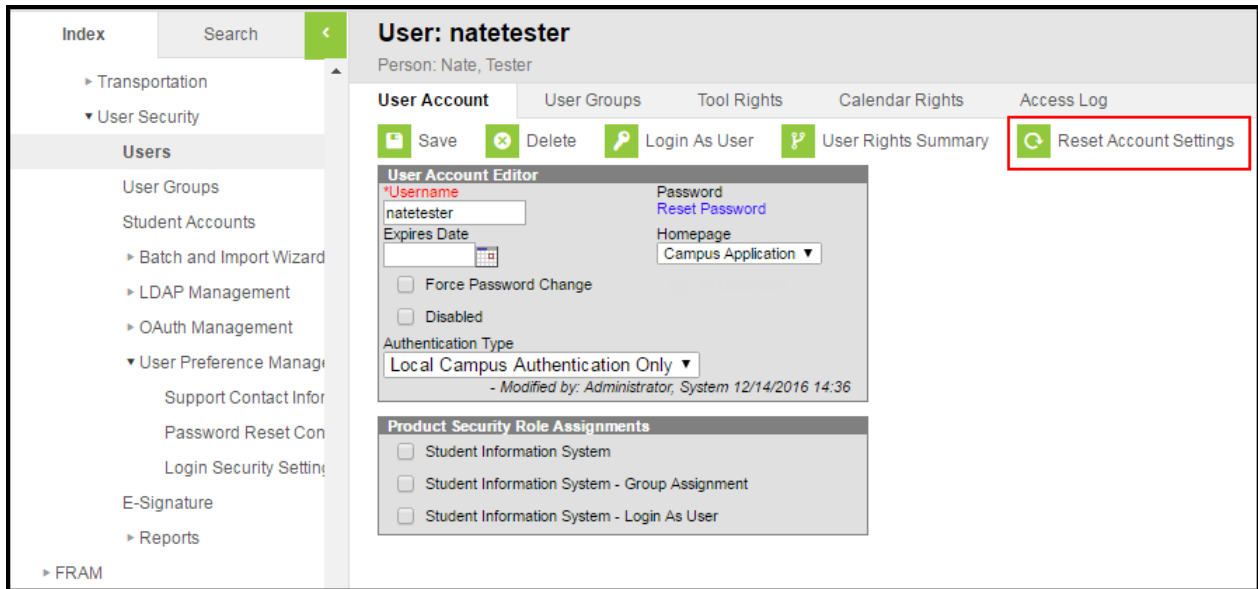 Index
Search
Transportation
User Security
Users
User Groups
Student Accounts
Batch and Import Wizard
LDAP Management
OAuth Management
User Preference Manage
Support Contact Infor
Password Reset Con
Login Security Setting
E-Signature
Reports
FRAM
User: natetester
Person: Nate, Tester
User Account
User Groups
Tool Rights
Calendar Rights
Access Log
Save
Delete
Login As User
User Rights Summary
Reset Account Settings
User Account Editor
*Username
Password
natetester
Reset Password
Expires Date
Homepage
Campus Application
Force Password Change
Disabled
Authentication Type
Local Campus Authentication Only
- Modified by: Administrator, System 12/14/2016 14:36
Product Security Role Assignments
Student Information System
Student Information System - Group Assignment
Student Information System - Login As User